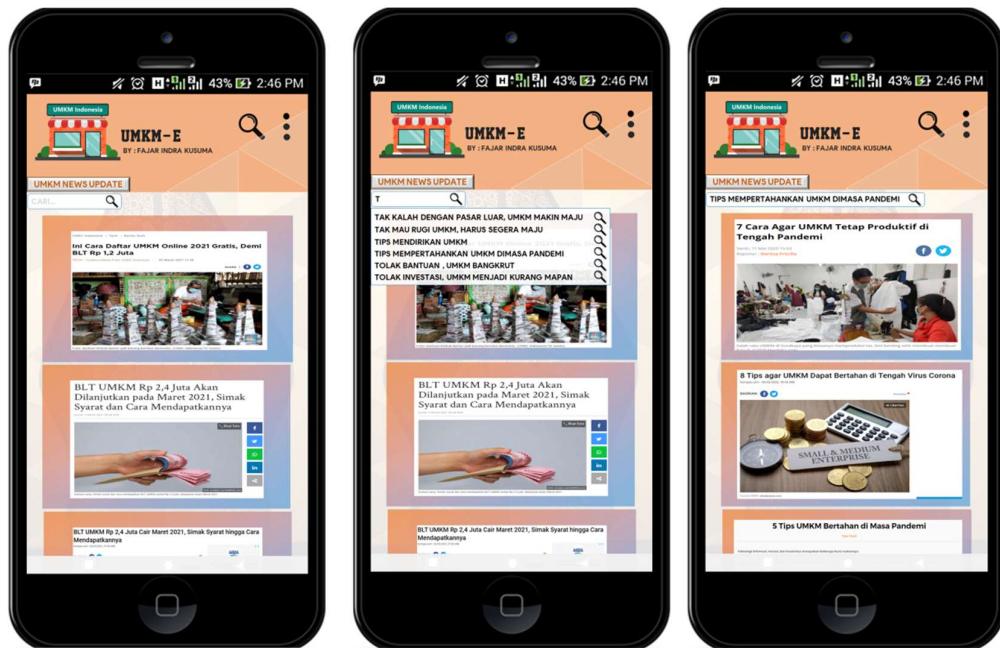 43% 2:46 PM
UMKM Indonesia
UMKM-E
BY : FAJAR INDRA KUSUMA
UMKM NEWS UPDATE
CARI...
Ini Cara Daftar UMKM Online 2021 Gratis, Demi
BLT Rp 1,2 Juta
BLT UMKM Rp 2,4 Juta Akan
Dilanjutkan pada Maret 2021, Simak
Syarat dan Cara Mendapatkannya
BLT UMKM Rp 2,4 Juta Cair Maret 2021, Simak Syarat hingga Cara
Mendapatkannya
43% 2:46 PM
UMKM Indonesia
UMKM-E
BY : FAJAR INDRA KUSUMA
UMKM NEWS UPDATE
T
TAK KALAH DENGAN PASAR LUAR, UMKM MAKIN MAJU
TAK MAU RUGI UMKM, HARUS SEGERA MAJU
TIPS MENDIRIKAN UMKM
TIPS MEMPERTAHANKAN UMKM DIMASA PANDEMI
TOLAK BANTUAN , UMKM BANGKRUT
TOLAK INVESTASI, UMKM MENJADI KURANG MAPAN
BLT UMKM Rp 2,4 Juta Akan
Dilanjutkan pada Maret 2021, Simak
Syarat dan Cara Mendapatkannya
BLT UMKM Rp 2,4 Juta Cair Maret 2021, Simak Syarat hingga Cara
Mendapatkannya
43% 2:46 PM
UMKM Indonesia
UMKM-E
BY : FAJAR INDRA KUSUMA
UMKM NEWS UPDATE
TIPS MEMPERTAHANKAN UMKM DIMASA PANDEMI
7 Cara Agar UMKM Tetap Produktif di
Tengah Pandemi
8 Tips agar UMKM Dapat Bertahan di Tengah Virus Corona
SMALL & MEDIUM
ENTERPRISE
5 Tips UMKM Bertahan di Masa Pandemi